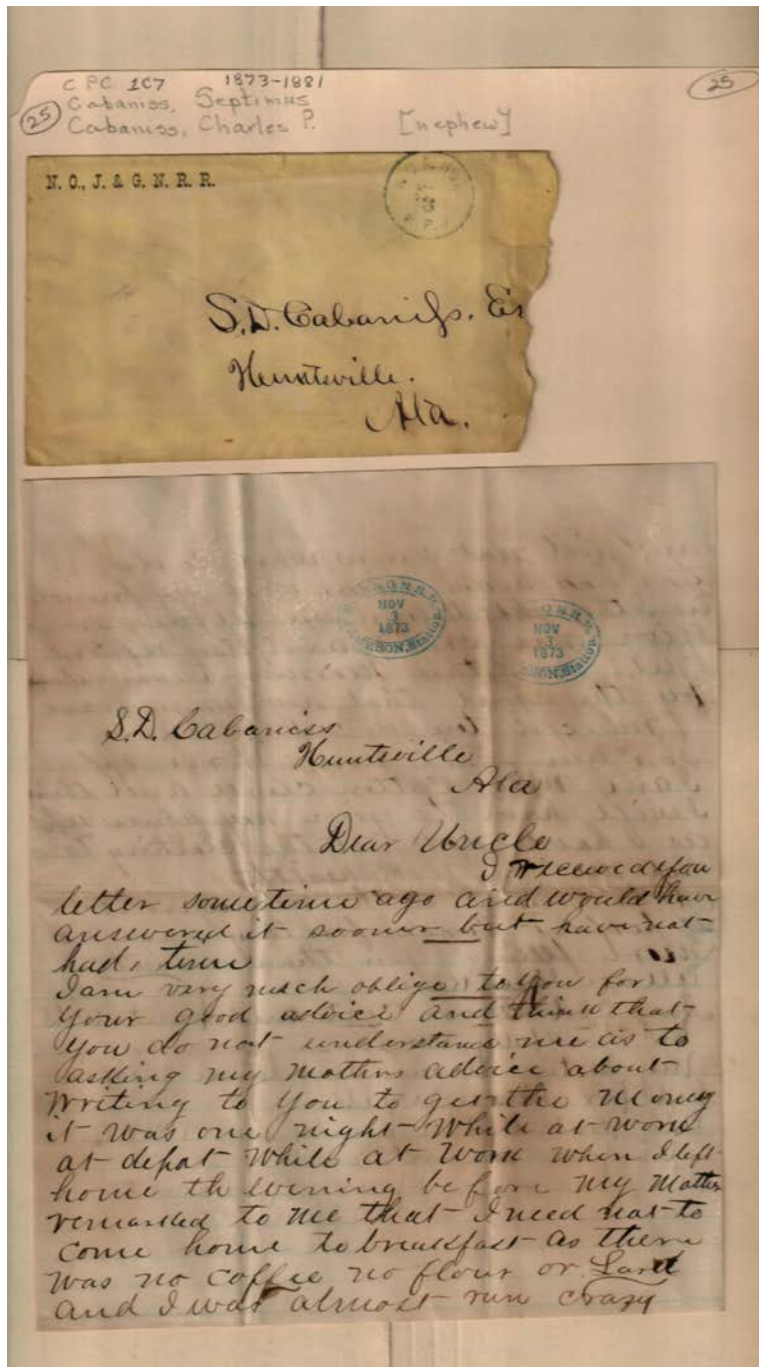 CPC 1C7 1873-1881
25
Cabaniss, Septimus
25 Cabaniss, Charles P. [nephew]
N. O., J. & G. N. R. R.
3
S.D. Cabaniss. Es
Huntsville.
Ala.
NOV
3
1873
NOV
3
1873
S.D. Cabaniss
Huntsville
Ala
Dear Uncle
I received you
letter sometime ago and would have
answered it sooner but have not
had time
I am very much oblige to you for
your good advice and think that
you do not understand me as to
asking my mothers advice about
writing to you to get the money
it was one night while at work
at depot while at work when I left
home th evening before my Mother
remarked to me that I need not to
come home to breakfast as there
was no coffee no flour or Lard
and I was almost run crazy